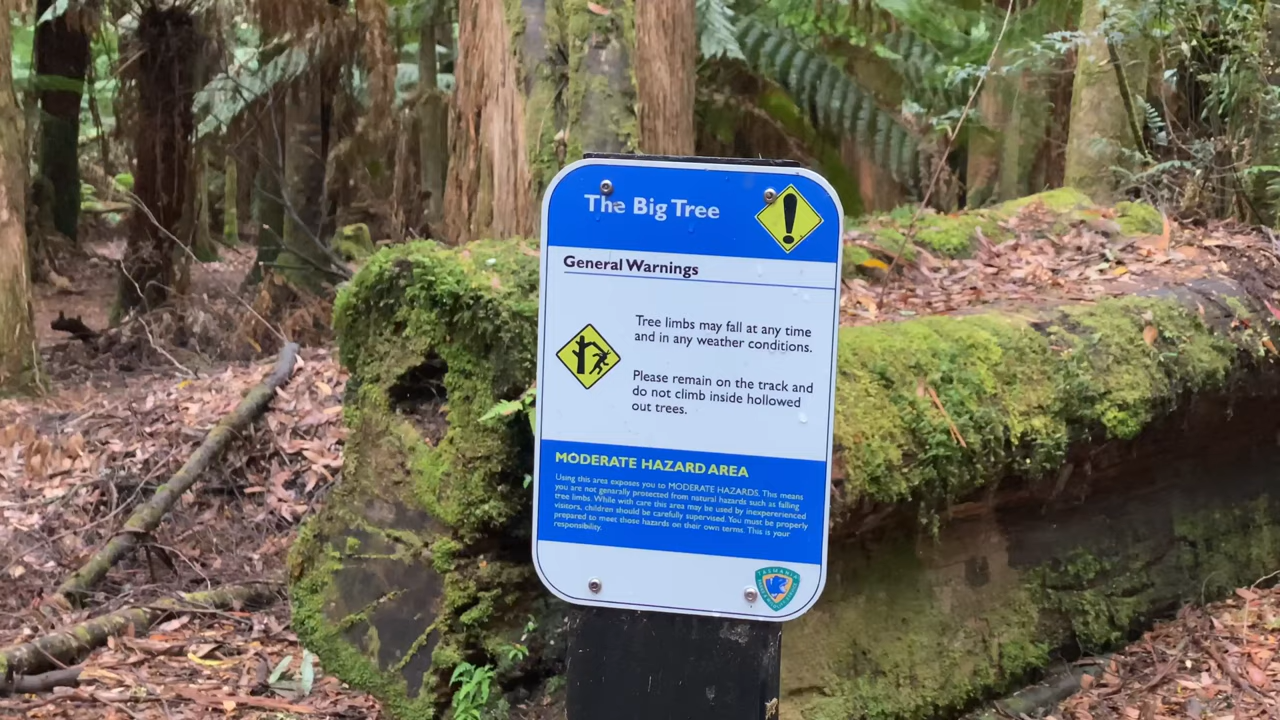 The Big Tree
General Warnings
Tree limbs may fall at any time
and in any weather conditions.
Please remain on the track and
do not climb inside hollowed
out trees.
MODERATE HAZARD AREA
Using this area exposes you to MODERATE HAZARDS. This means
you are not generally protected from natural hazards such as falling
tree limbs. While with care this area may be used by inexpererienced
visitors, children should be carefully supervised. You must be properly
prepared to meet those hazards on their own terms. This is your
responsibility.
TASMANIA